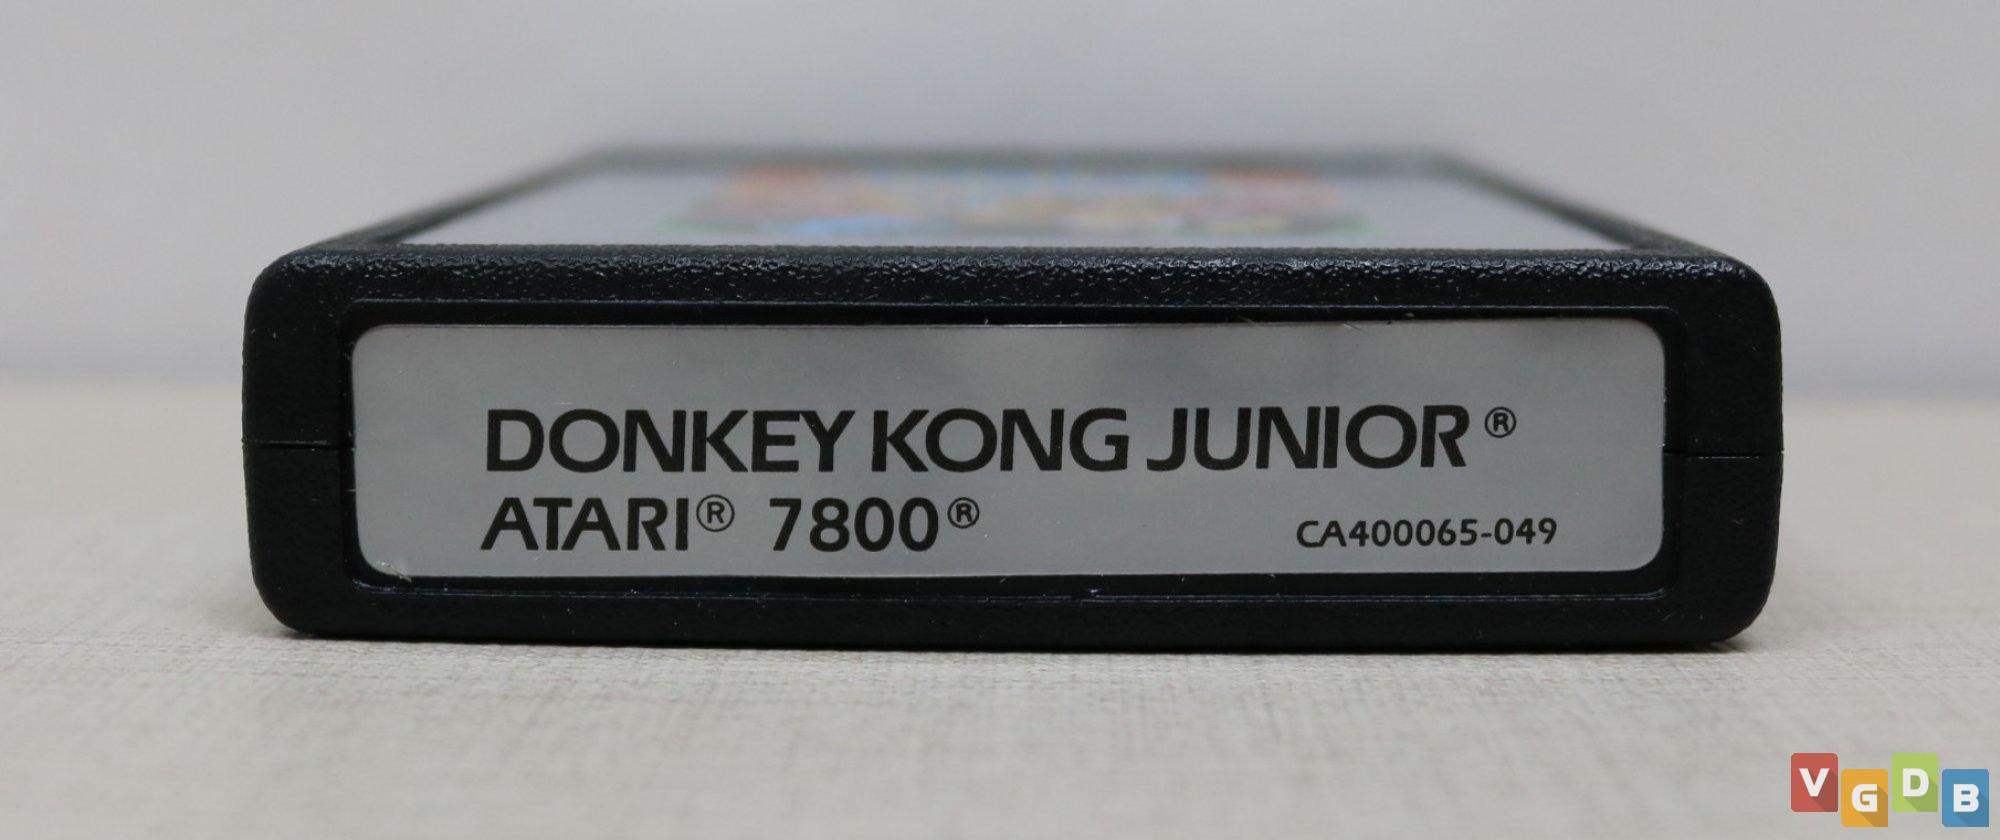 DONKEY KONG JUNIOR®
ATARI® 7800®
CA400065-049
VGDB